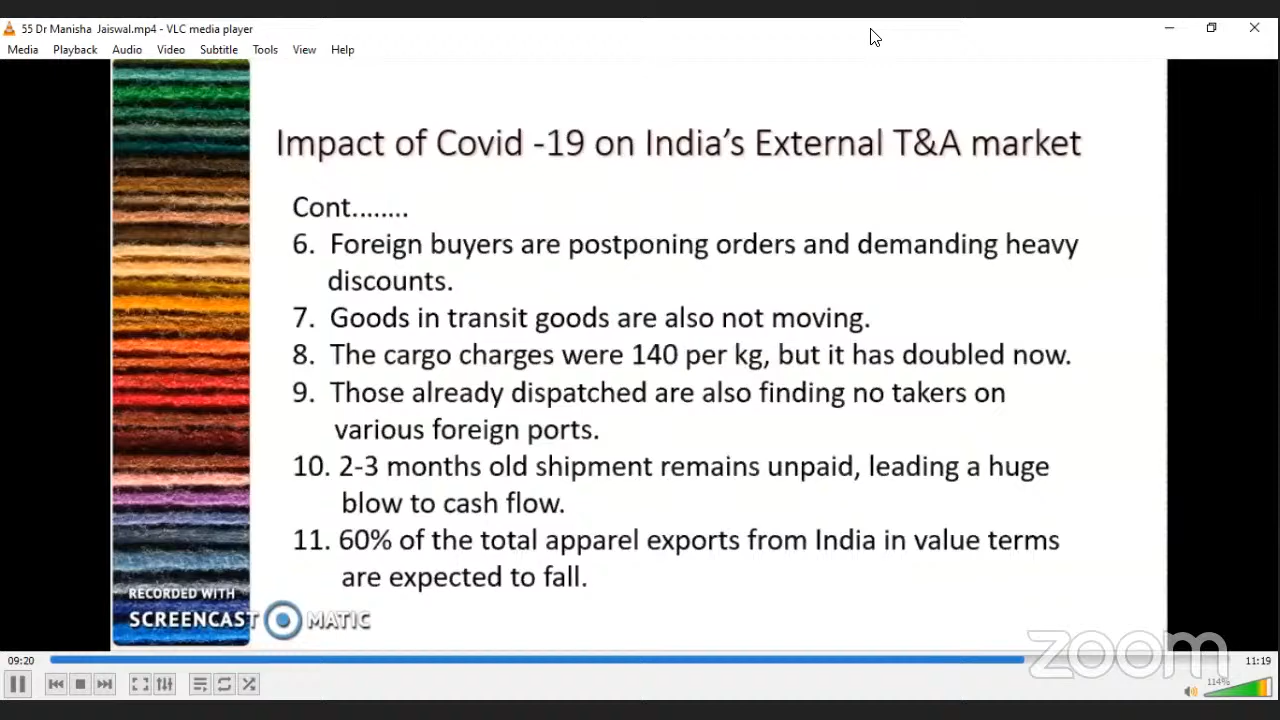 55 Dr Manisha Jaiswal.mp4 - VLC media player
Media Playback Audio Video Subtitle Tools View Help
Impact of Covid -19 on India's External T&A market
Cont........
6. Foreign buyers are postponing orders and demanding heavy
discounts.
7. Goods in transit goods are also not moving.
8. The cargo charges were 140 per kg, but it has doubled now.
9. Those already dispatched are also finding no takers on
various foreign ports.
10. 2-3 months old shipment remains unpaid, leading a huge
blow to cash flow.
11. 60% of the total apparel exports from India in value terms
are expected to fall.
RECORDED WITH
SCREENCAST MATIC
zoom
09:20 11:19
114%